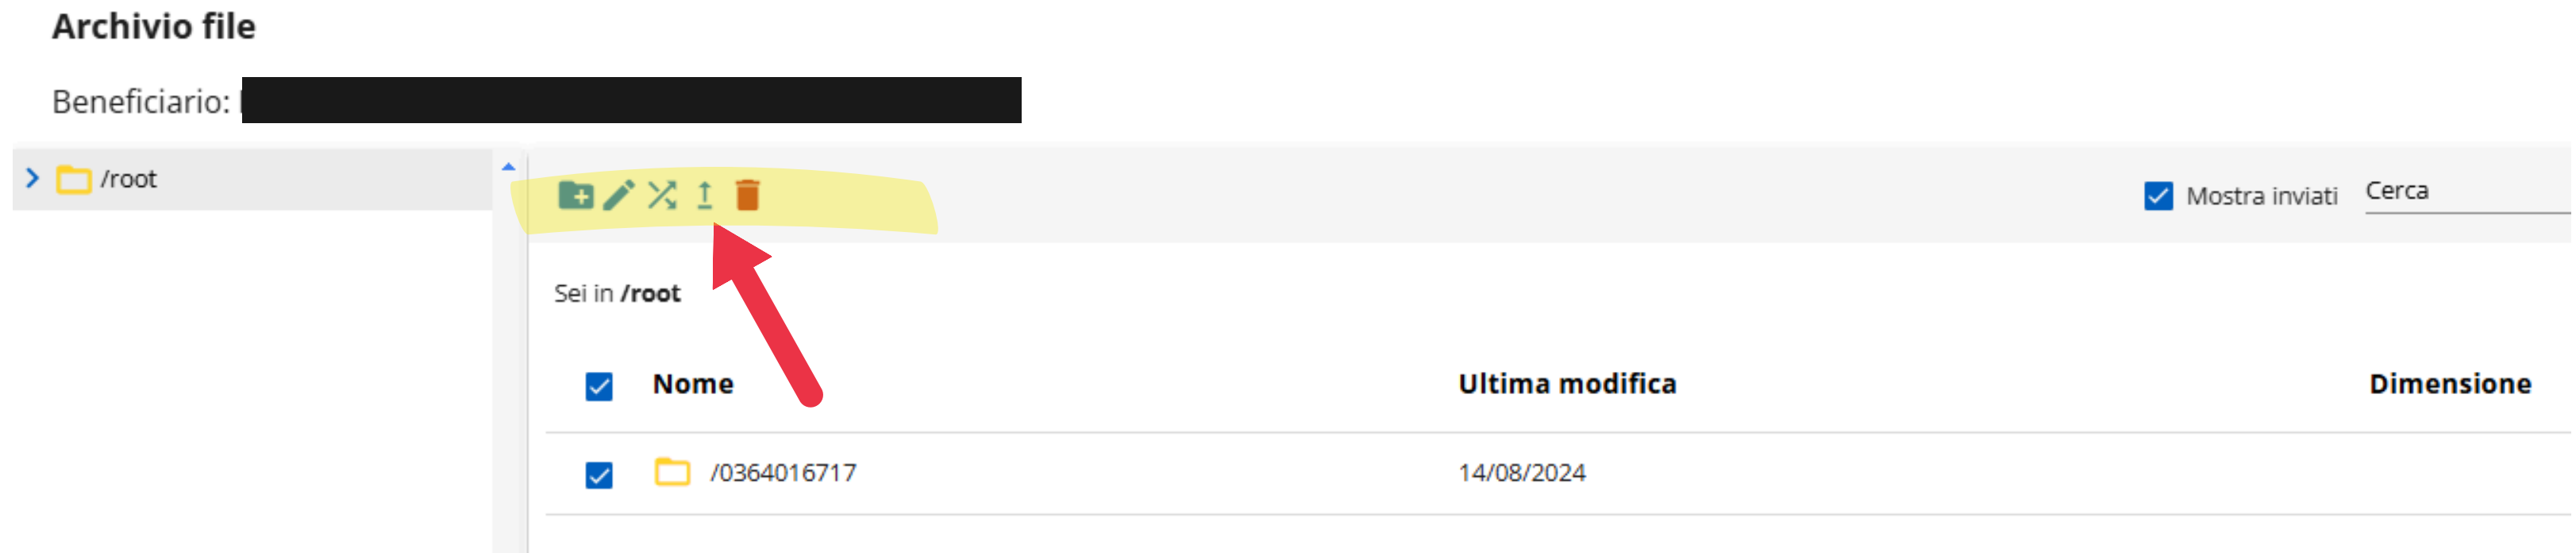 Archivio file
Beneficiario:
/root
Mostra inviati Cerca
Sei in /root
Nome Ultima modifica Dimensione
/0364016717 14/08/2024